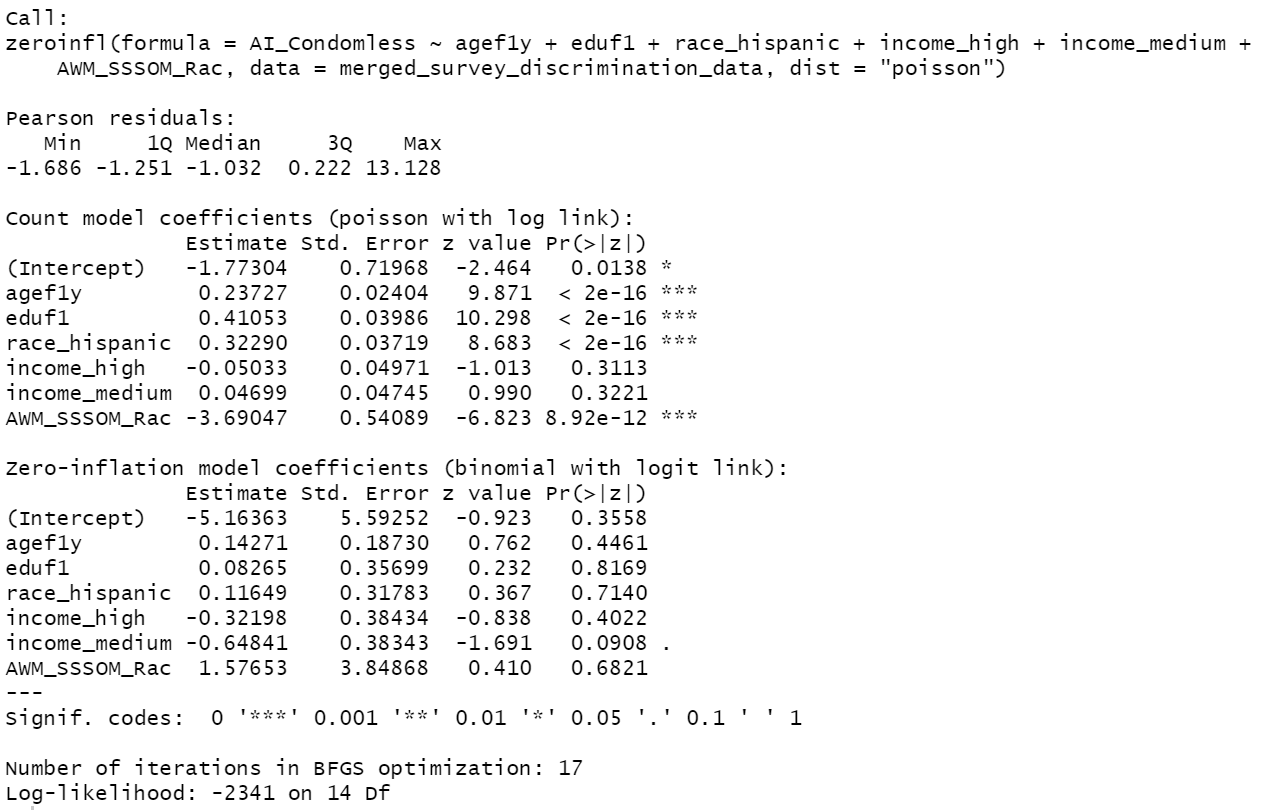 Call:
zeroinfl(formula = AI_Condomless ~ agef1y + eduf1 + race_hispanic + income_high + income_medium +
    AWM_SSSOM_Rac, data = merged_survey_discrimination_data, dist = "poisson")

Pearson residuals:
   Min     1Q Median     3Q    Max
-1.686 -1.251 -1.032  0.222 13.128

Count model coefficients (poisson with log link):
              Estimate Std. Error z value Pr(>|z|)
(Intercept)   -1.77304    0.71968  -2.464   0.0138 *
agef1y         0.23727    0.02404   9.871  < 2e-16 ***
eduf1          0.41053    0.03986  10.298  < 2e-16 ***
race_hispanic  0.32290    0.03719   8.683  < 2e-16 ***
income_high   -0.05033    0.04971  -1.013   0.3113
income_medium  0.04699    0.04745   0.990   0.3221
AWM_SSSOM_Rac -3.69047    0.54089  -6.823 8.92e-12 ***

Zero-inflation model coefficients (binomial with logit link):
              Estimate Std. Error z value Pr(>|z|)
(Intercept)   -5.16363    5.59252  -0.923   0.3558
agef1y         0.14271    0.18730   0.762   0.4461
eduf1          0.08265    0.35699   0.232   0.8169
race_hispanic  0.11649    0.31783   0.367   0.7140
income_high   -0.32198    0.38434  -0.838   0.4022
income_medium -0.64841    0.38343  -1.691   0.0908 .
AWM_SSSOM_Rac  1.57653    3.84868   0.410   0.6821
---
Signif. codes:  0 '***' 0.001 '**' 0.01 '*' 0.05 '.' 0.1 ' ' 1

Number of iterations in BFGS optimization: 17
Log-likelihood: -2341 on 14 Df